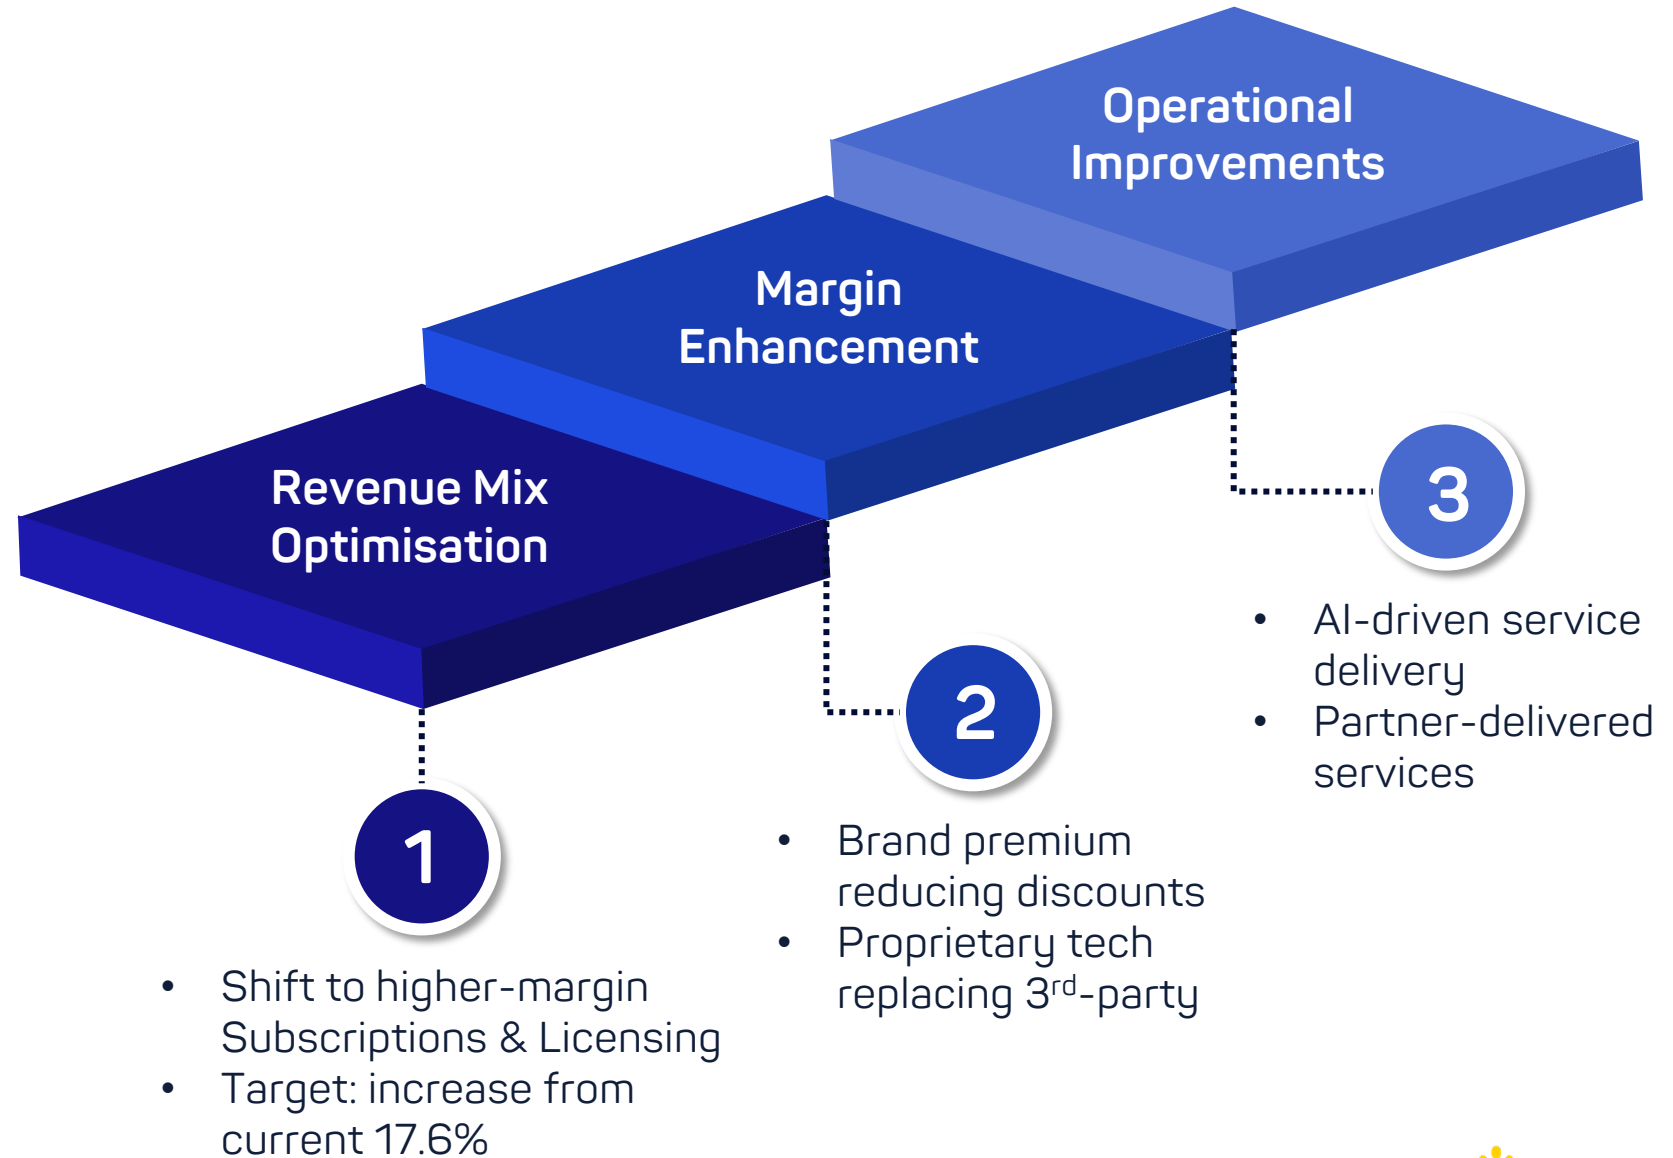 Operational
Improvements
Margin
Enhancement
Revenue Mix
Optimisation
3
• AI-driven service
delivery
• Partner-delivered
services
2
• Brand premium
reducing discounts
• Proprietary tech
replacing 3rd-party
1
• Shift to higher-margin
Subscriptions & Licensing
• Target: increase from
current 17.6%